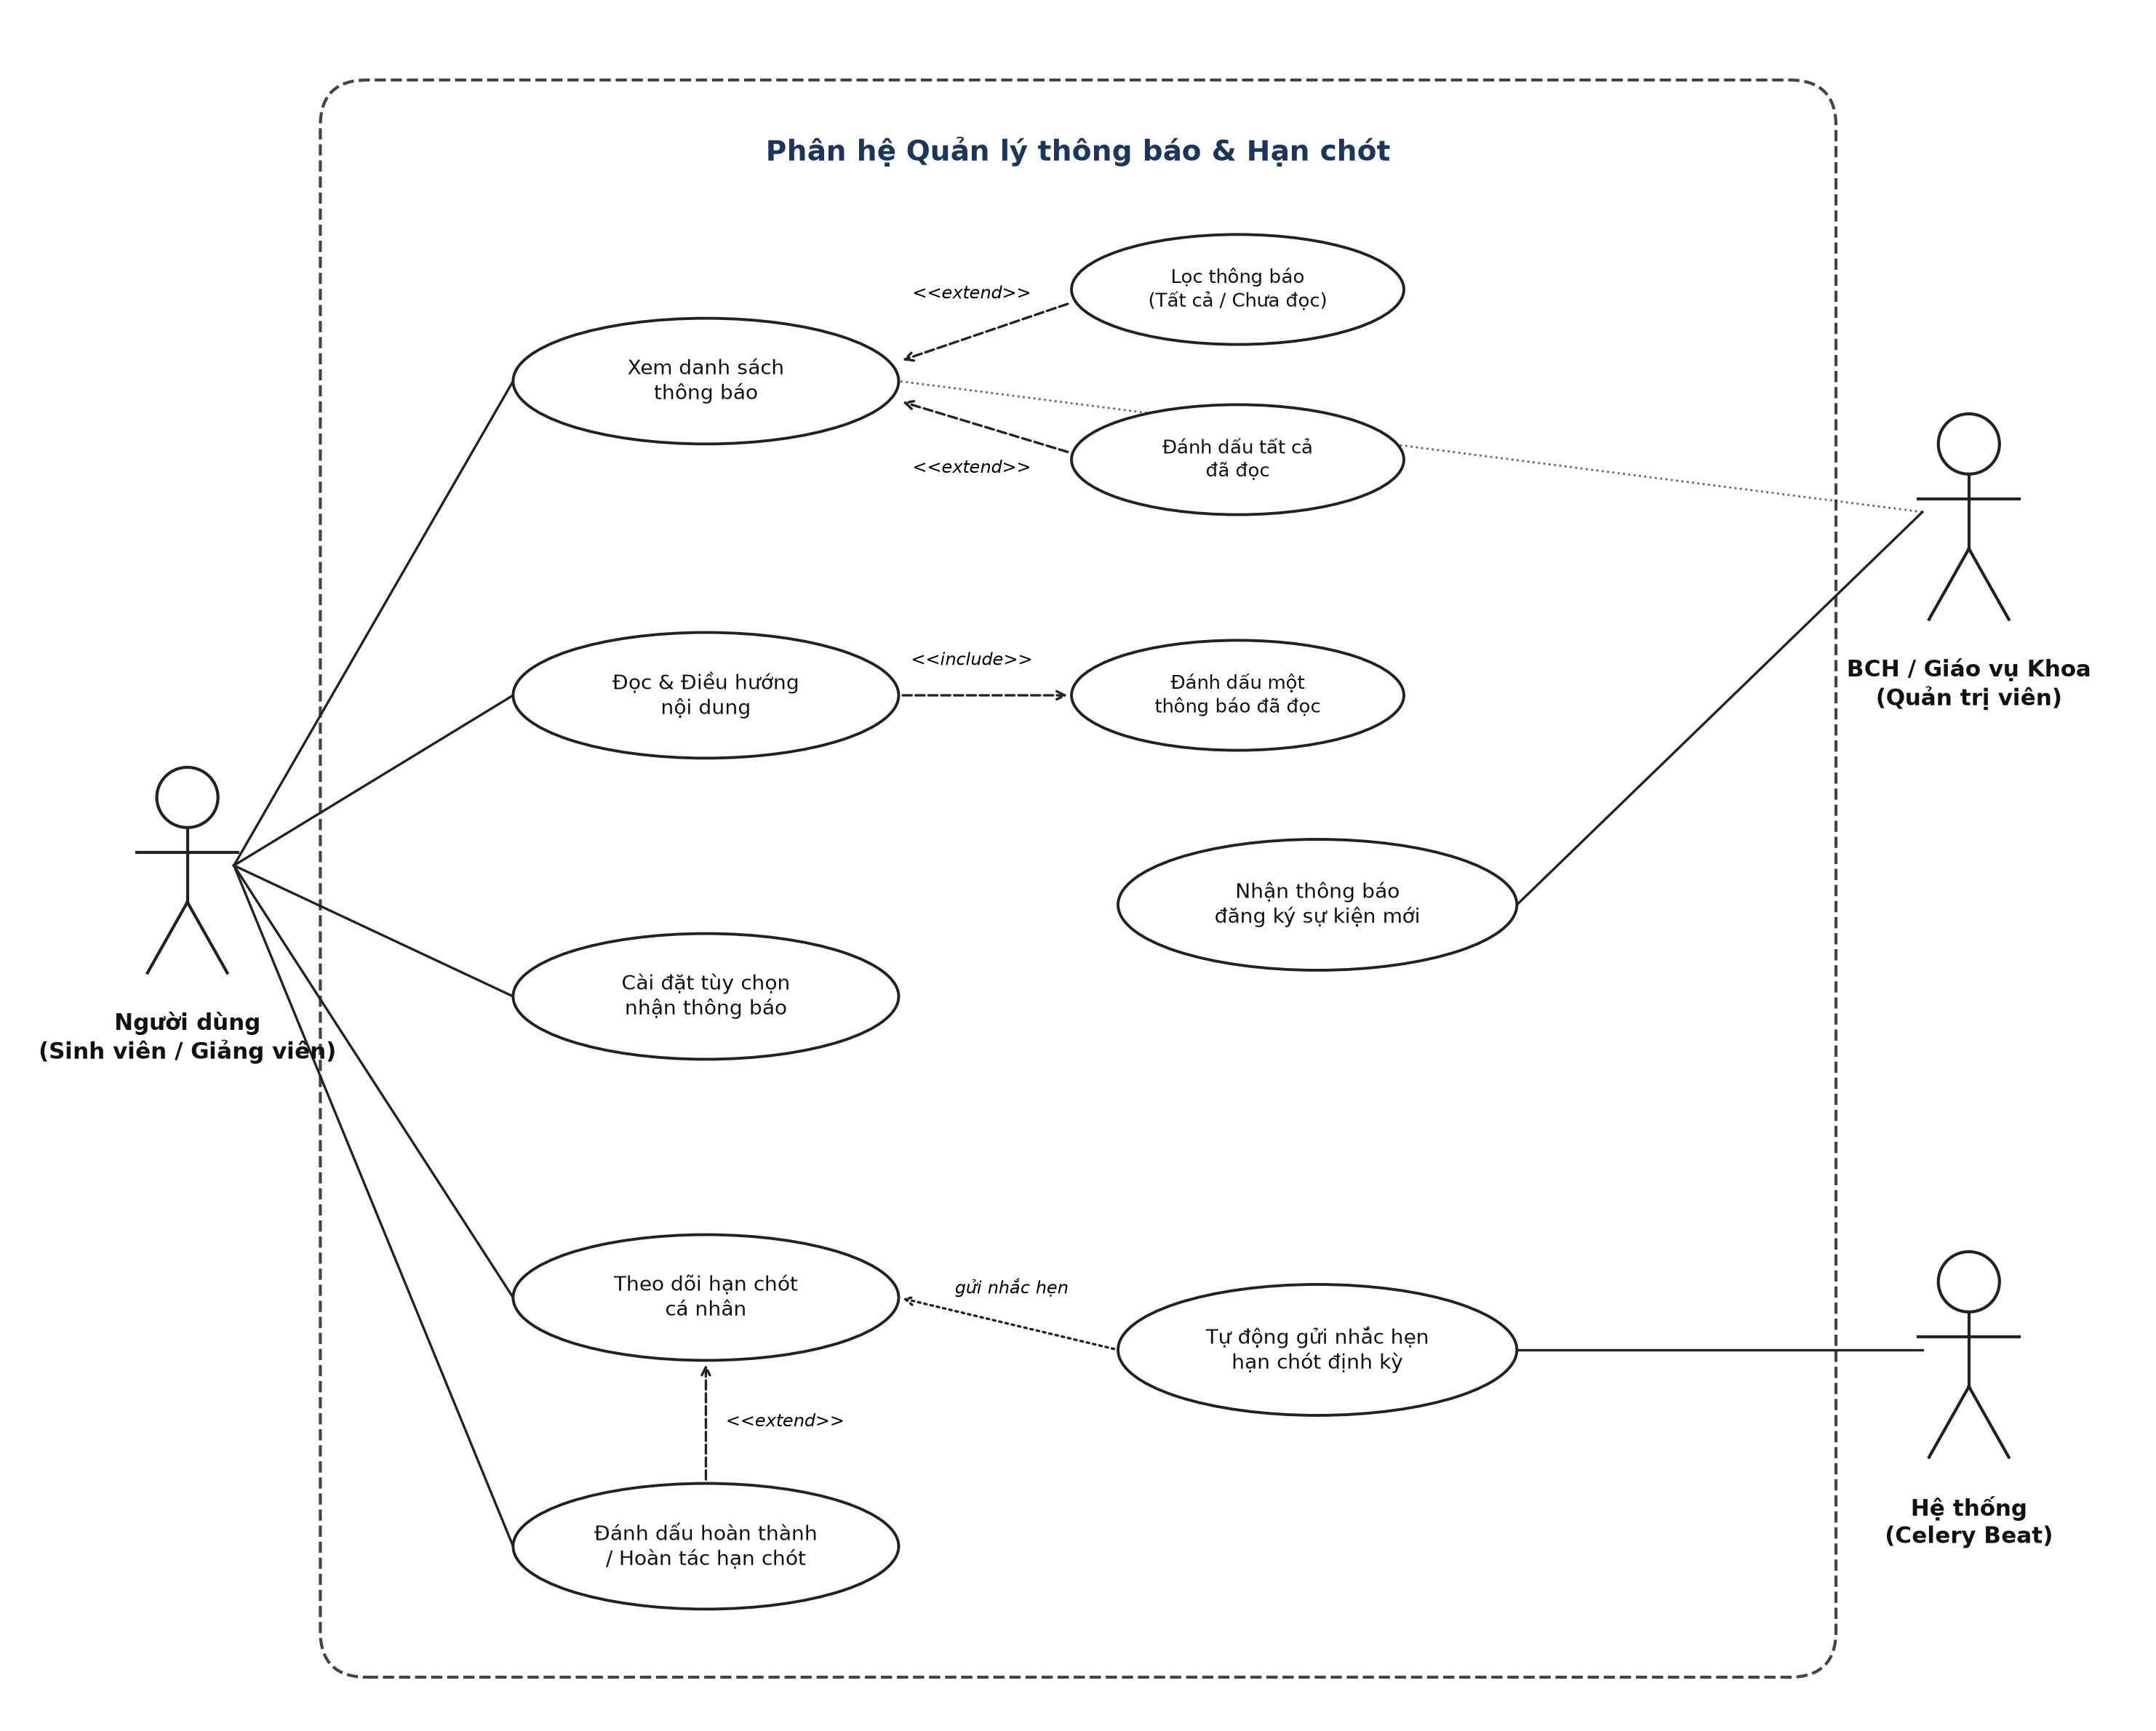 Phân hệ Quản lý thông báo & Hạn chót
<<extend>>
Lọc thông báo
(Tất cả / Chưa đọc)
Xem danh sách
thông báo
<<extend>>
Đánh dấu tất cả
đã đọc
<<include>>
Đọc & Điều hướng
nội dung
Đánh dấu một
thông báo đã đọc
BCH / Giáo vụ Khoa
(Quản trị viên)
Nhận thông báo
đăng ký sự kiện mới
Cài đặt tùy chọn
nhận thông báo
Người dùng
(Sinh viên / Giảng viên)
Theo dõi hạn chót
cá nhân
gửi nhắc hẹn
Tự động gửi nhắc hẹn
hạn chót định kỳ
<<extend>>
Đánh dấu hoàn thành
/ Hoàn tác hạn chót
Hệ thống
(Celery Beat)